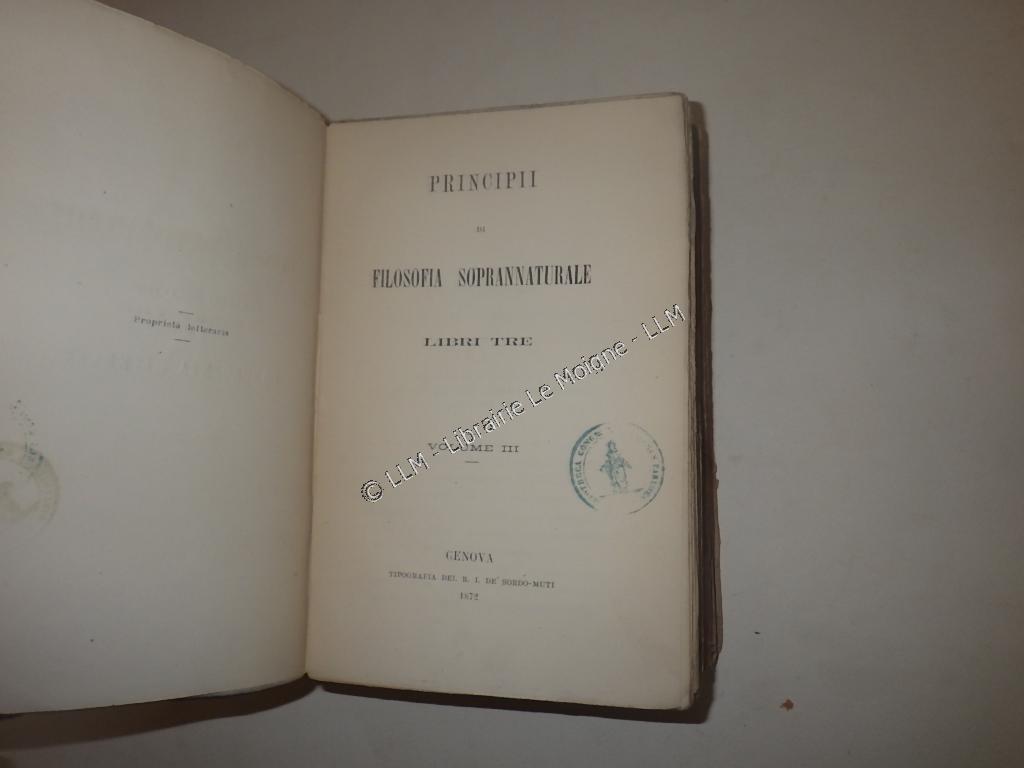 Proprietà letteraria
PRINCIPII
DI
FILOSOFIA SOPRANNATURALE
LIBRI TRE
VOLUME III
GENOVA
TIPOGRAFIA DEL R. I. DE' SORDO-MUTI
1872
© LLM - Librairie Le Moigne - LLM